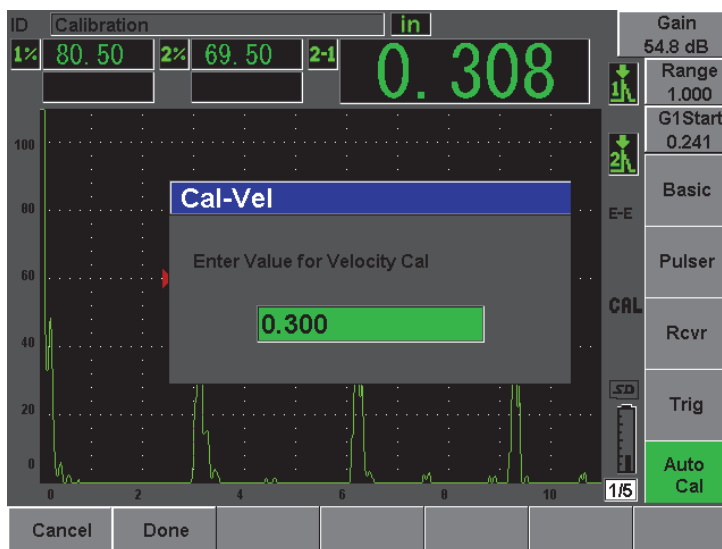 ID Calibration in
1% 80.50 2% 69.50 2-1 0.308
Gain
54.8 dB
Range
1.000
G1Start
0.241
Basic
Pulser
Rcvr
Trig
Auto
Cal
1
2
E-E
CAL
SD
1/5
100
80
60
40
20
0
0 2 4 6 8 10
Cal-Vel
Enter Value for Velocity Cal
0.300
Cancel Done